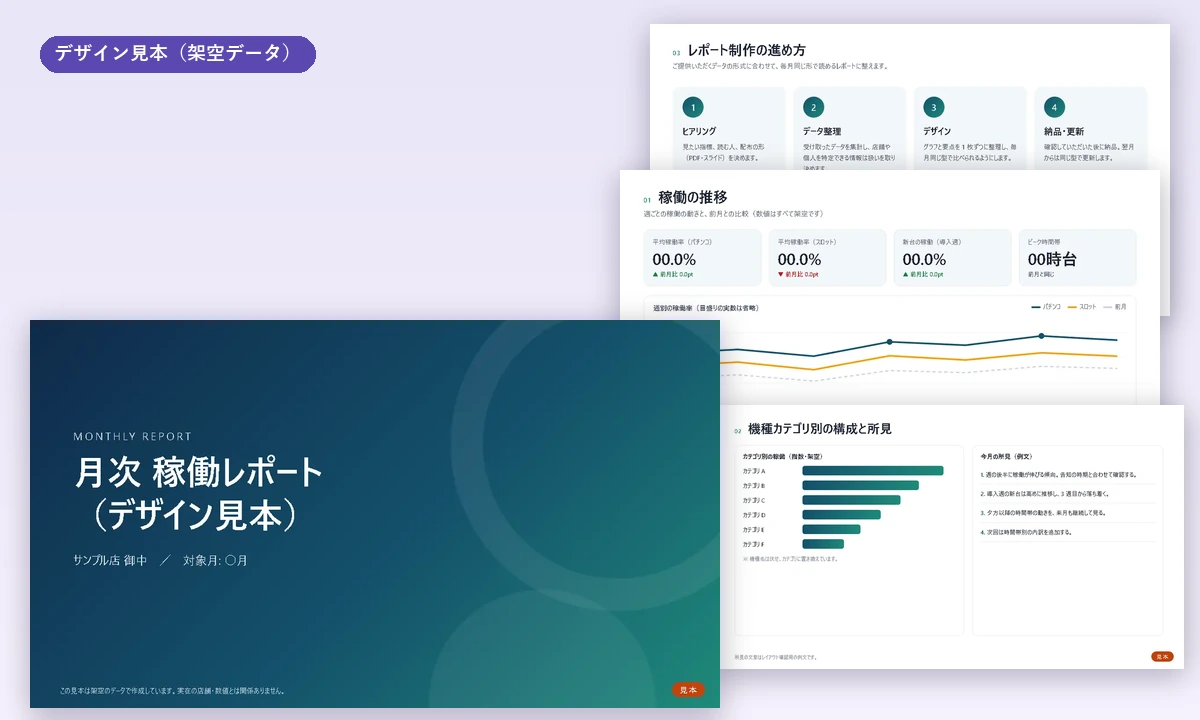 デザイン見本（架空データ）
03 レポート制作の進め方
ご提供いただくデータの形式に合わせて、毎月同じ形で読めるレポートに整えます。
1
ヒアリング
見たい指標、読む人、配布の形
（PDF・スライド）を決めます。
2
データ整理
受け取ったデータを集計し、店舗や
個人を特定できる情報は扱いを取り
決めます。
3
デザイン
グラフと要点を 1 枚ずつに整理し、毎
月同じ型で比べられるようにします。
4
納品・更新
確認していただいた後に納品。翌月
からは同じ型で更新します。
01 稼働の推移
週ごとの稼働の動きと、前月との比較（数値はすべて架空です）
平均稼働率（パチンコ）
00.0%
▲ 前月比 0.0pt
平均稼働率（スロット）
00.0%
▼ 前月比 0.0pt
新台の稼働（導入週）
00.0%
▲ 前月比 0.0pt
ピーク時間帯
00時台
前月と同じ
週別の稼働率（目盛りの実数は省略）
パチンコ スロット 前月
MONTHLY REPORT
月次 稼働レポート
（デザイン見本）
サンプル店 御中　／　対象月: 〇月
この見本は架空のデータで作成しています。実在の店舗・数値とは関係ありません。
見本
02 機種カテゴリ別の構成と所見
カテゴリ別の稼働（指数・架空）
カテゴリ A
カテゴリ B
カテゴリ C
カテゴリ D
カテゴリ E
カテゴリ F
※ 機種名は伏せ、カテゴリに置き換えています。
今月の所見（例文）
1. 週の後半に稼働が伸びる傾向。告知の時期と合わせて確認する。
2. 導入週の新台は高めに推移し、3 週目から落ち着く。
3. 夕方以降の時間帯の動きを、来月も継続して見る。
4. 次回は時間帯別の内訳を追加する。
所見の文章はレイアウト確認用の例文です。
見本